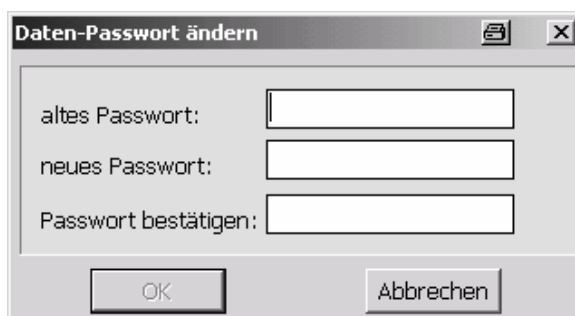 Daten-Passwort ändern
altes Passwort:
neues Passwort:
Passwort bestätigen:
OK Abbrechen